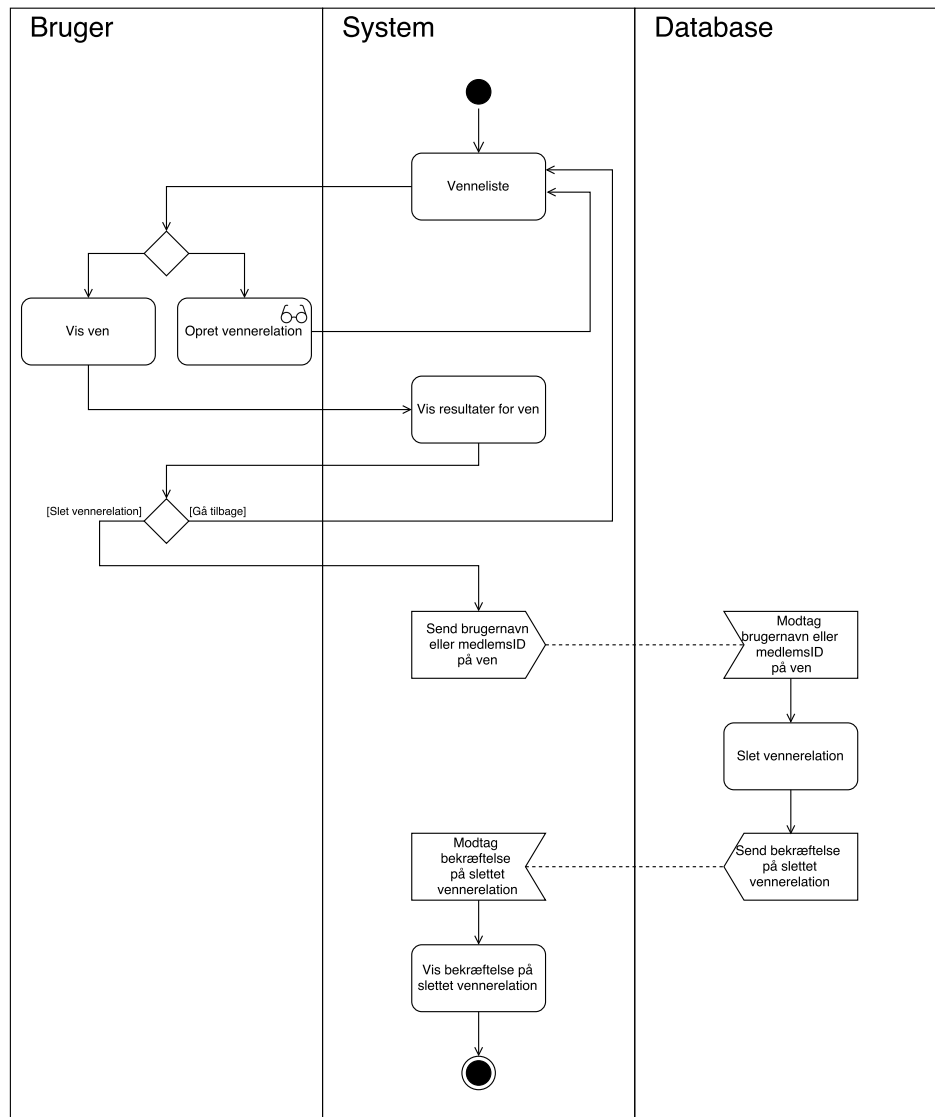 Bruger
System
Database
Venneliste
Vis ven
Opret vennerelation
Vis resultater for ven
[Slet vennerelation]
[Gå tilbage]
Send brugernavn
eller medlemsID
på ven
Modtag
brugernavn eller
medlemsID
på ven
Slet vennerelation
Modtag
bekræftelse
på slettet
vennerelation
Send bekræftelse
på slettet
vennerelation
Vis bekræftelse på
slettet vennerelation